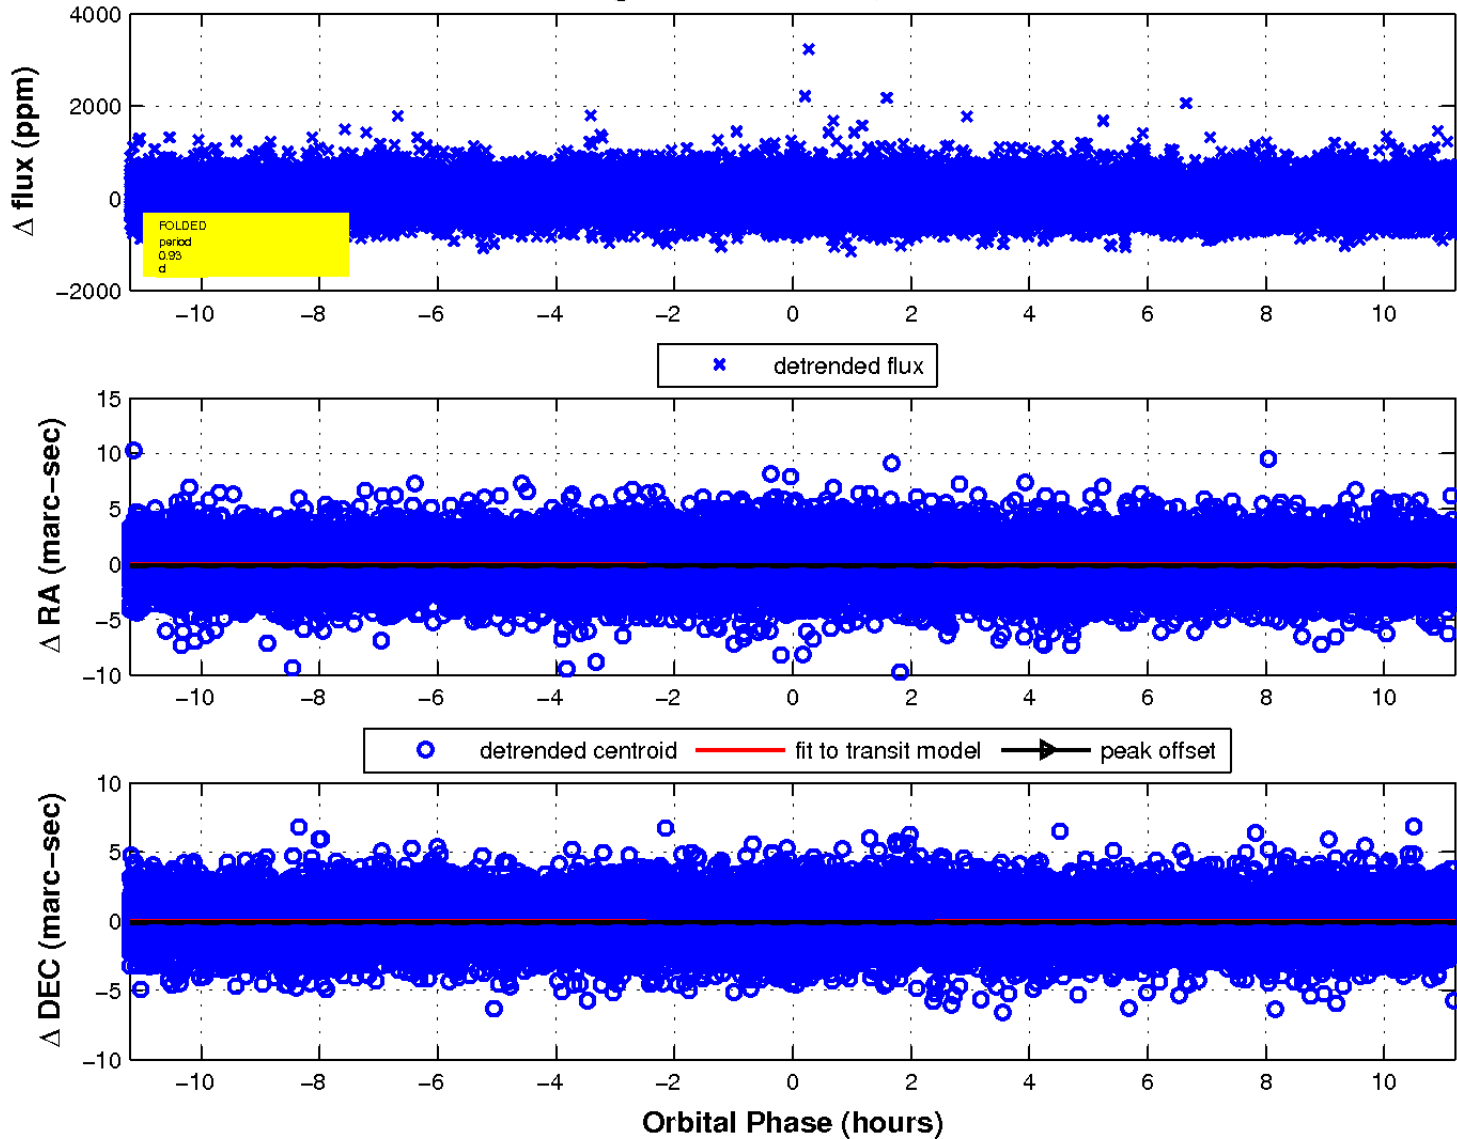 4000
2000
0
−2000
Δ flux (ppm)
FOLDED
period
0.93
d
−10 −8 −6 −4 −2 0 2 4 6 8 10
detrended flux
15
10
5
0
−5
−10
Δ RA (marc−sec)
−10 −8 −6 −4 −2 0 2 4 6 8 10
detrended centroid fit to transit model peak offset
10
5
0
−5
−10
Δ DEC (marc−sec)
−10 −8 −6 −4 −2 0 2 4 6 8 10
Orbital Phase (hours)